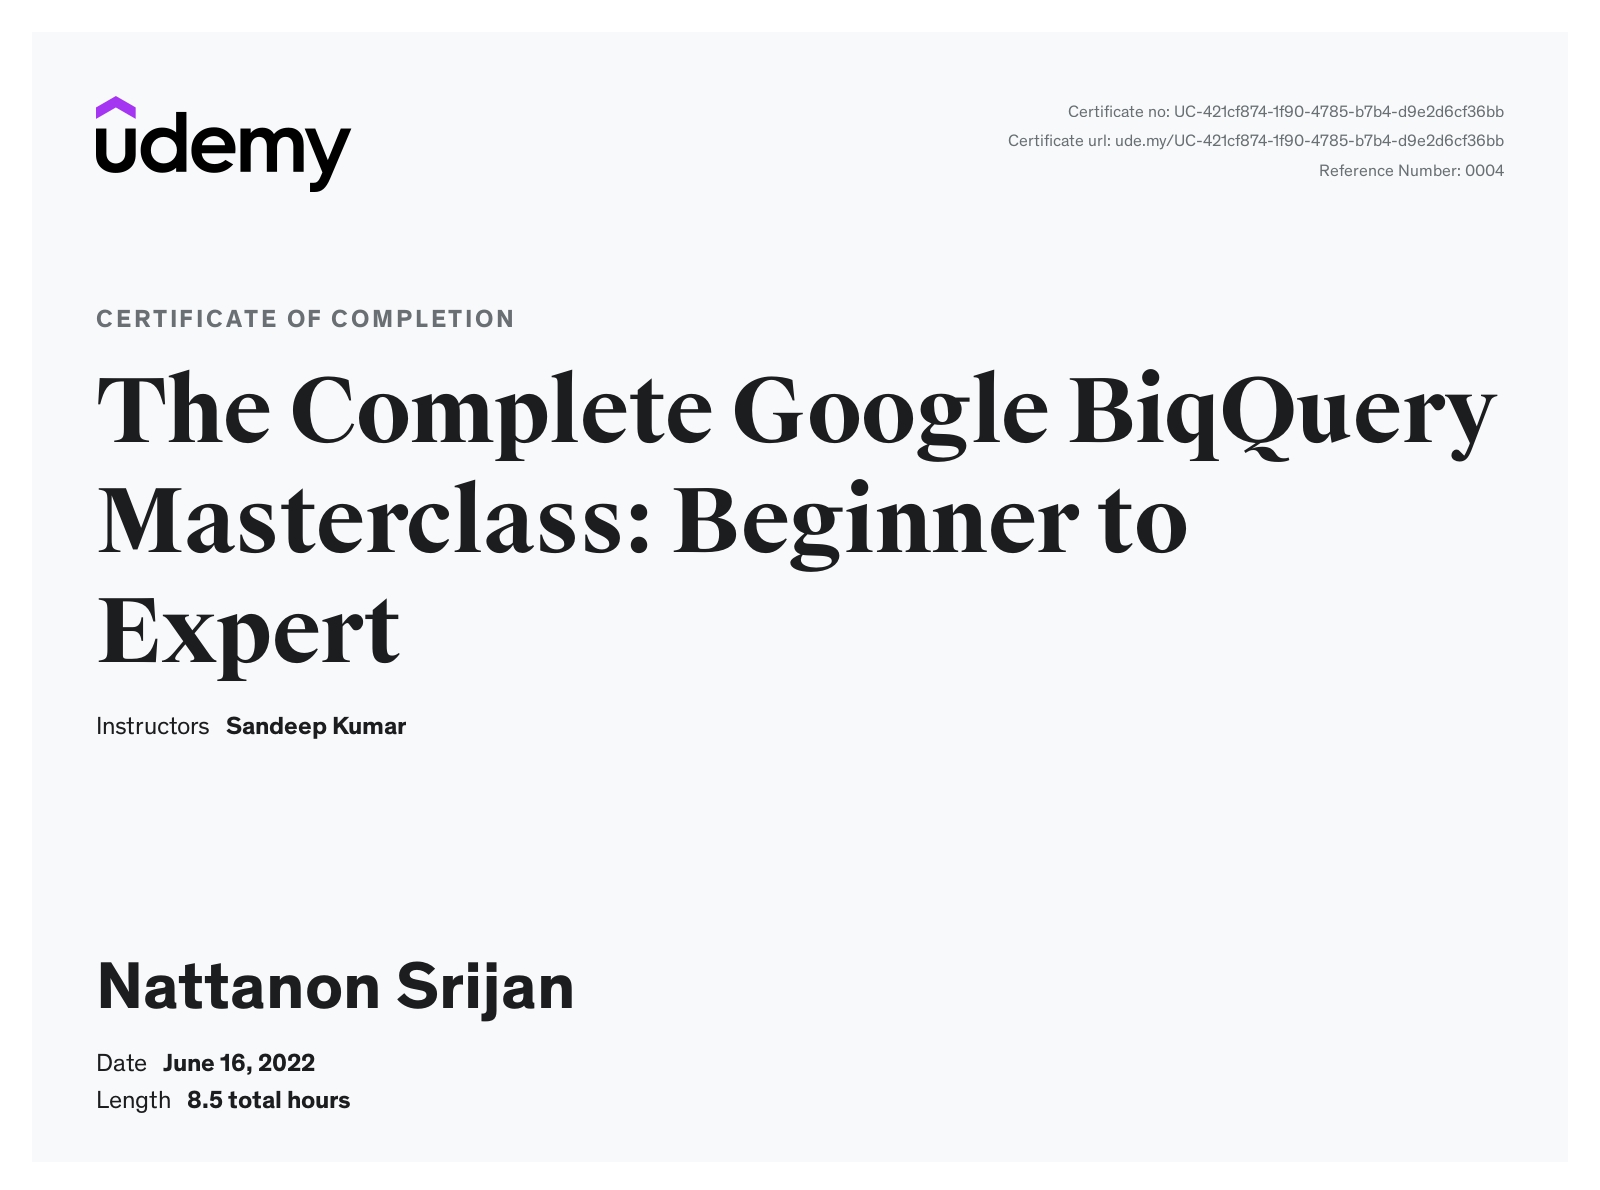 udemy
Certificate no: UC-421cf874-1f90-4785-b7b4-d9e2d6cf36bb
Certificate url: ude.my/UC-421cf874-1f90-4785-b7b4-d9e2d6cf36bb
Reference Number: 0004
CERTIFICATE OF COMPLETION
The Complete Google BiqQuery
Masterclass: Beginner to
Expert
Instructors Sandeep Kumar
Nattanon Srijan
Date June 16, 2022
Length 8.5 total hours